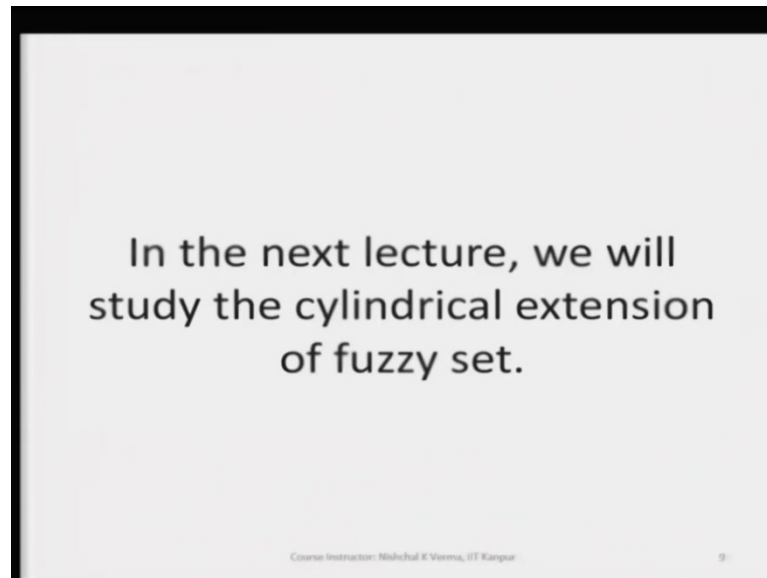 In the next lecture, we will
study the cylindrical extension
of fuzzy set.
Course Instructor: Nishchal K Verma, IIT Kanpur
9